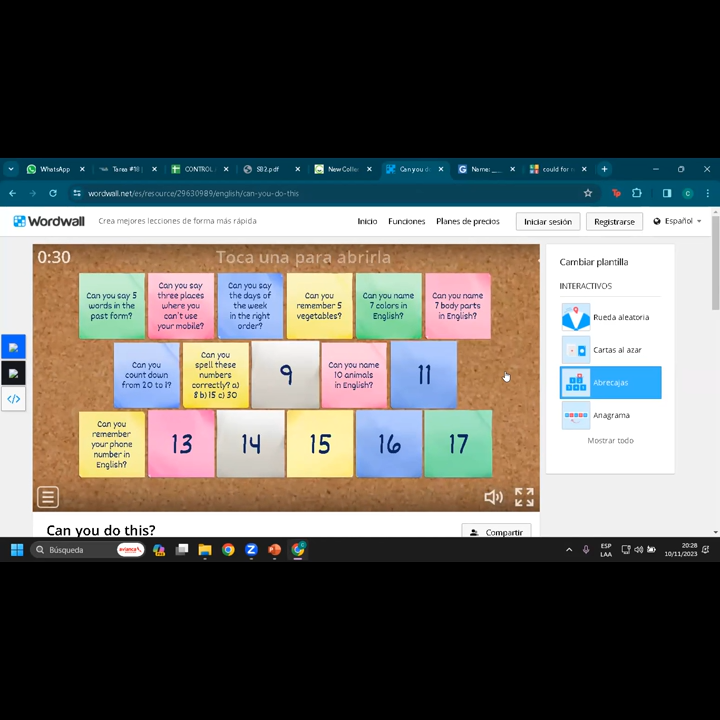 WhatsApp
Tarea #18
CONTROL
SB2.pdf
New Colle
Can you d
Name: ___
could for
wordwall.net/es/resource/29630989/english/can-you-do-this
Wordwall
Crea mejores lecciones de forma más rápida
Inicio
Funciones
Planes de precios
Iniciar sesión
Registrarse
Español
0:30
Toca una para abrirla
Can you say 5
words in the
past form?
Can you say
three places
where you
can't use
your mobile?
Can you say
the days of
the week
in the right
order?
Can you
remember 5
vegetables?
Can you name
7 colors in
English?
Can you name
7 body parts
in English?
Can you
count down
from 20 to 1?
Can you
spell these
numbers
correctly? a)
8 b) 15 c) 30
9
Can you name
10 animals
in English?
11
Can you
remember
your phone
number in
English?
13
14
15
16
17
Cambiar plantilla
INTERACTIVOS
Rueda aleatoria
Cartas al azar
Abrecajas
Anagrama
Mostrar todo
Can you do this?
Compartir
Búsqueda
avianca
ESP
LAA
20:28
10/11/2023